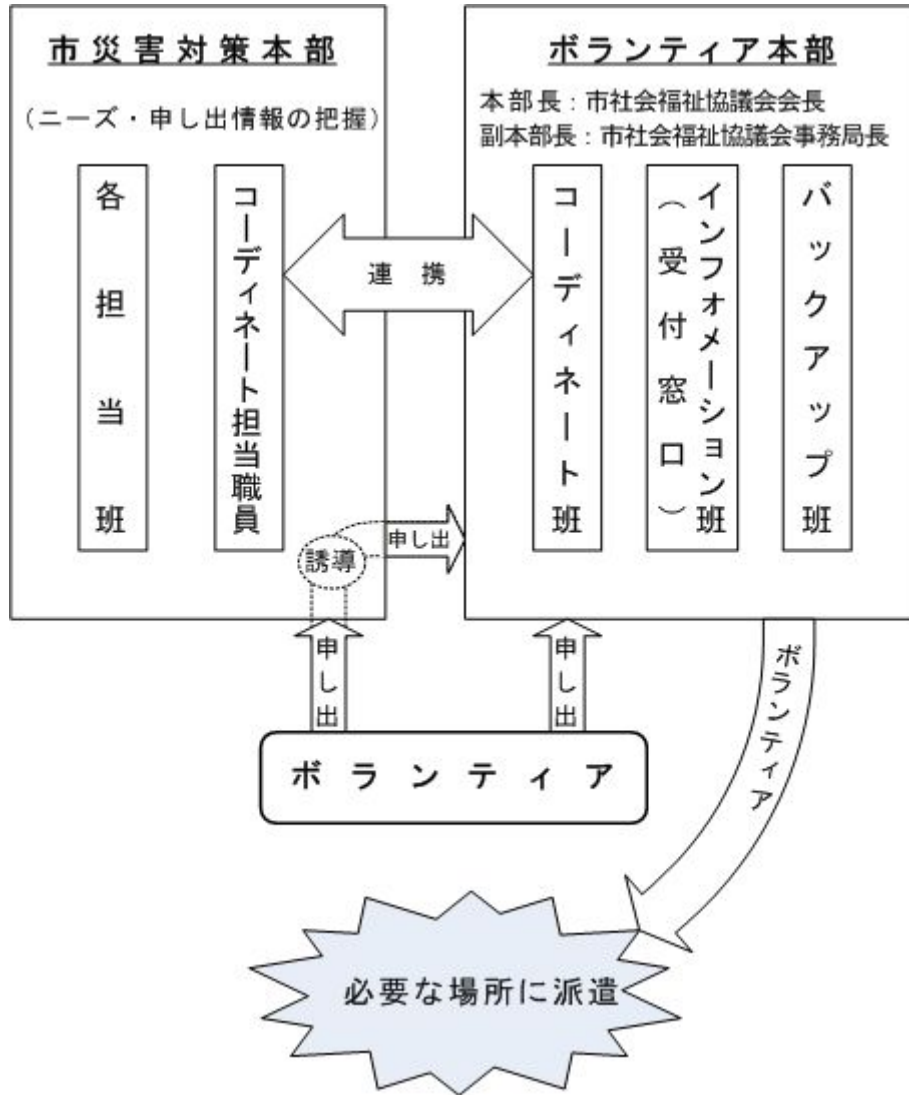 市災害対策本部
(ニーズ・申し出情報の把握)
各担当班
コーディネート担当職員
連携
誘導
申し出
ボランティア本部
本部長：市社会福祉協議会会長
副本部長：市社会福祉協議会事務局長
コーディネート班
インフォメーション班
（受付窓口）
バックアップ班
申し出
申し出
ボランティア
ボランティア
必要な場所に派遣